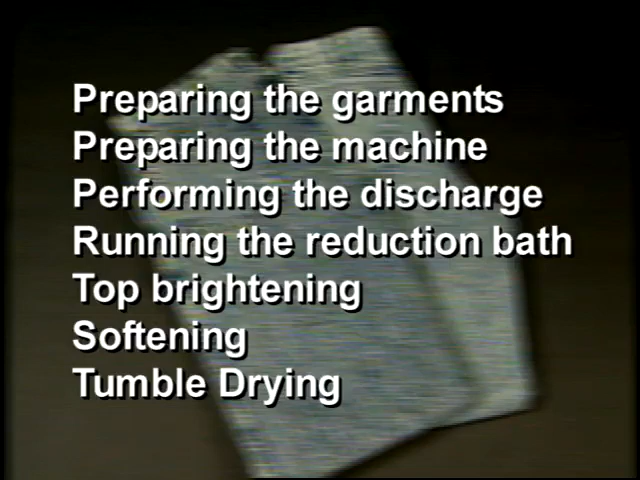 Preparing the garments
Preparing the machine
Performing the discharge
Running the reduction bath
Top brightening
Softening
Tumble Drying